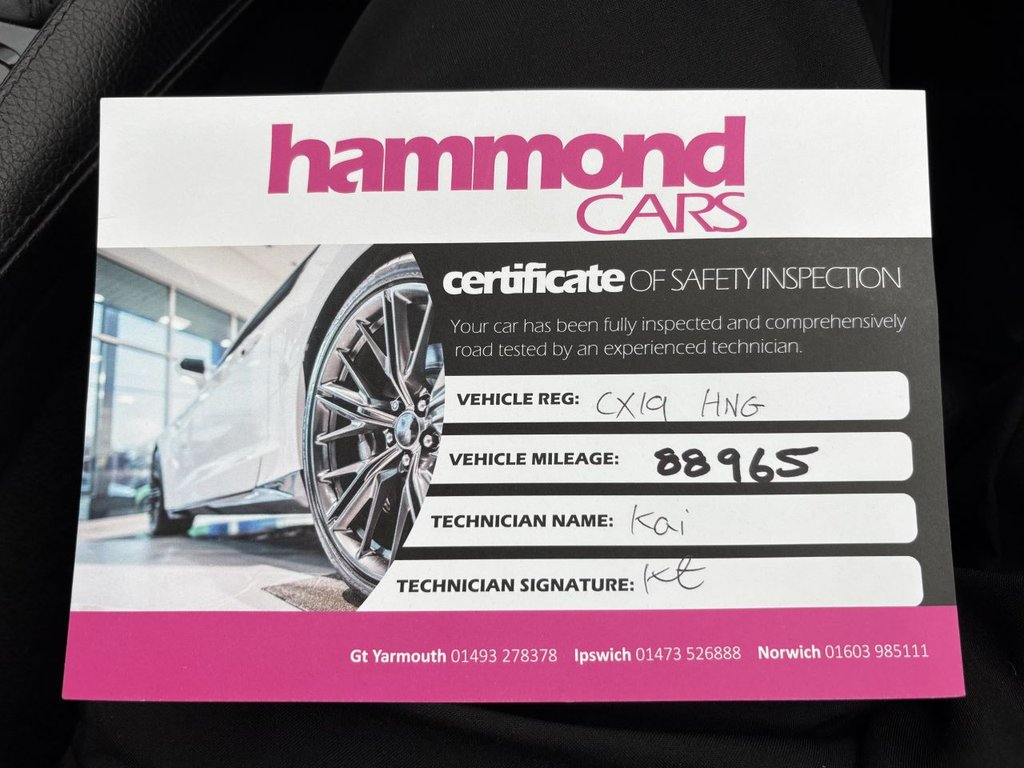 hammond
CARS
certificate OF SAFETY INSPECTION
Your car has been fully inspected and comprehensively
road tested by an experienced technician.
VEHICLE REG: CX19 HNG
VEHICLE MILEAGE: 88965
TECHNICIAN NAME: Kai
TECHNICIAN SIGNATURE: Kt
Gt Yarmouth 01493 278378 Ipswich 01473 526888 Norwich 01603 985111